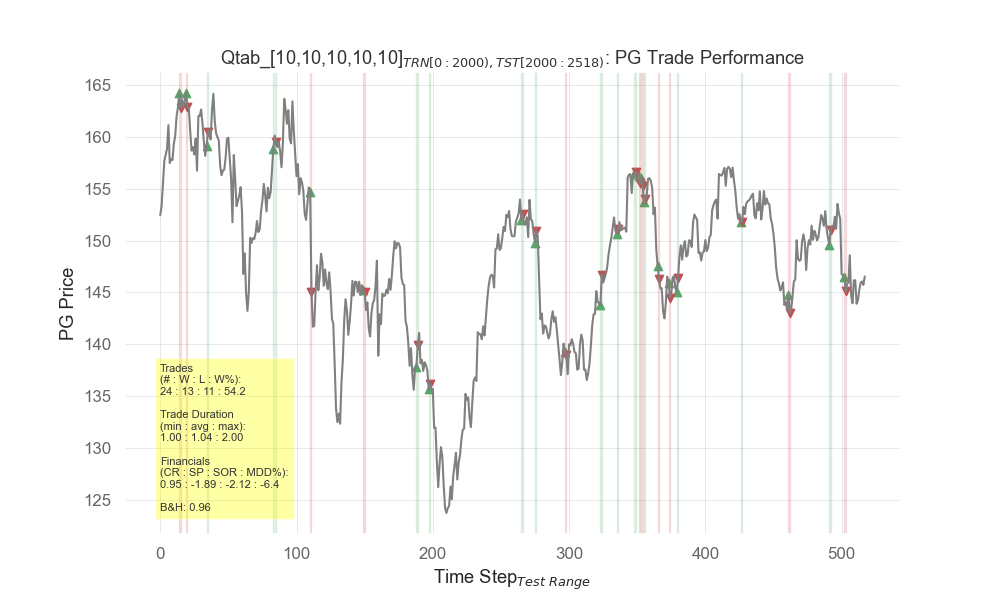 Qtab_[10,10,10,10,10]TRN[0 : 2000), TST[2000 : 2518): PG Trade Performance
165
160
155
150
145
140
135
130
125
PG Price
Trades
(# : W : L : W%):
24 : 13 : 11 : 54.2
Trade Duration
(min : avg : max):
1.00 : 1.04 : 2.00
Financials
(CR : SP : SOR : MDD%):
0.95 : -1.89 : -2.12 : -6.4
B&H: 0.96
0 100 200 300 400 500
Time StepTest Range